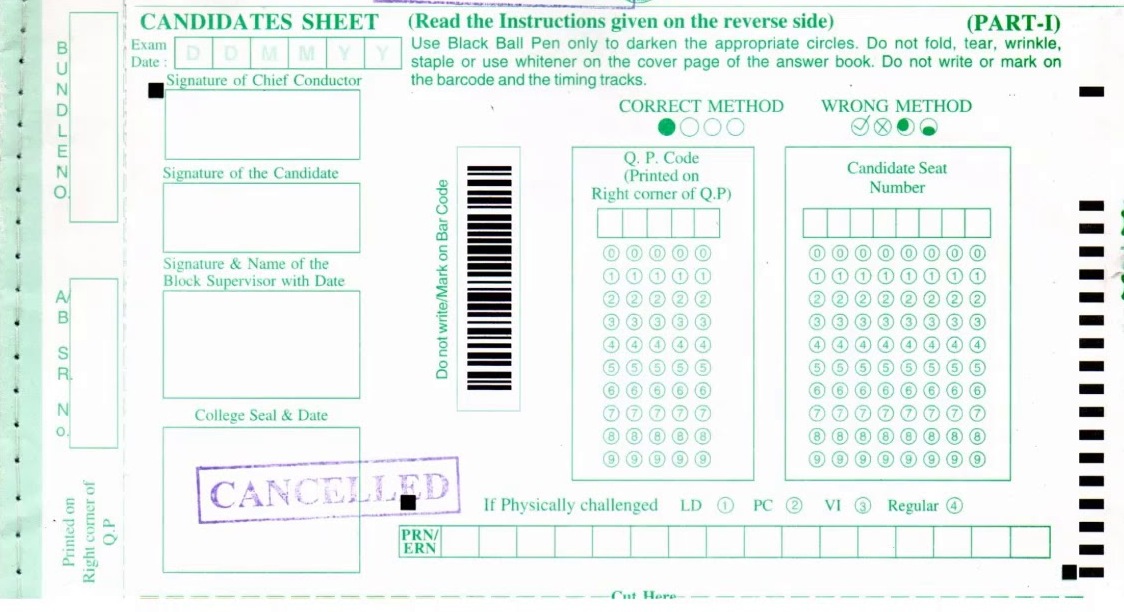 CANDIDATES SHEET (Read the Instructions given on the reverse side) (PART-I)
Exam
Date :
D D M M Y Y
Use Black Ball Pen only to darken the appropriate circles. Do not fold, tear, wrinkle,
staple or use whitener on the cover page of the answer book. Do not write or mark on
the barcode and the timing tracks.
BUNDLE NO.
A/B SR. No.
Printed on
Right corner of
Q.P
Signature of Chief Conductor
Signature of the Candidate
Signature & Name of the
Block Supervisor with Date
College Seal & Date
CANCELLED
Do not write/Mark on Bar Code
CORRECT METHOD WRONG METHOD
Q. P. Code
(Printed on
Right corner of Q.P)
0 0 0 0 0
1 1 1 1 1
2 2 2 2 2
3 3 3 3 3
4 4 4 4 4
5 5 5 5 5
6 6 6 6 6
7 7 7 7 7
8 8 8 8 8
9 9 9 9 9
Candidate Seat
Number
0 0 0 0 0 0 0 0
1 1 1 1 1 1 1 1
2 2 2 2 2 2 2 2
3 3 3 3 3 3 3 3
4 4 4 4 4 4 4 4
5 5 5 5 5 5 5 5
6 6 6 6 6 6 6 6
7 7 7 7 7 7 7 7
8 8 8 8 8 8 8 8
9 9 9 9 9 9 9 9
If Physically challenged LD 1 PC 2 VI 3 Regular 4
PRN/
ERN
Cut Here